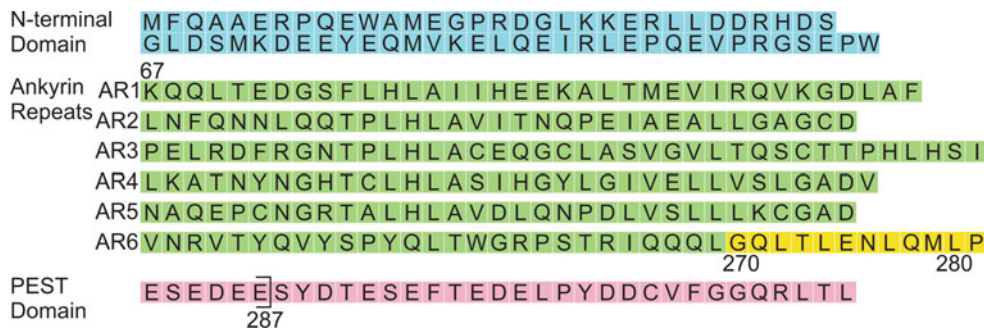 N-terminal Domain
MFQAAERPQEWAMEGPRDGLKKERLLDDRHDS
GLDSMKDEEYEQMVKELQEIRLEPQEVPRGSEPW
67
Ankyrin Repeats
AR1 KQQLTEDGSFLHLAIIHEEKALTMEVIRQVKGDLAF
AR2 LNFQNNLQQTPLHLAVITNQPEIAEALLGAGCD
AR3 PELRDFRGNTPLHLACEQGCLASVGVLTQSCTTPHLHSI
AR4 LKATNYNGHTCLHLASIHGYLGIVELLVSLGADV
AR5 NAQEPCNGRTALHLAVDLQNPDLVSLLLKCGAD
AR6 VNRVTYQVYSPYQLTWGRPSTRIQQQLGQLTLENLQMLP
270 280
PEST Domain
ESEDEESYDTESEFTEDELPYDDCVFGGQRLTL
287